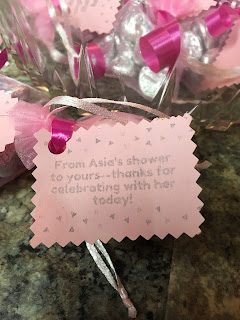 From Asia's shower
to yours--thanks for
celebrating with her
today!